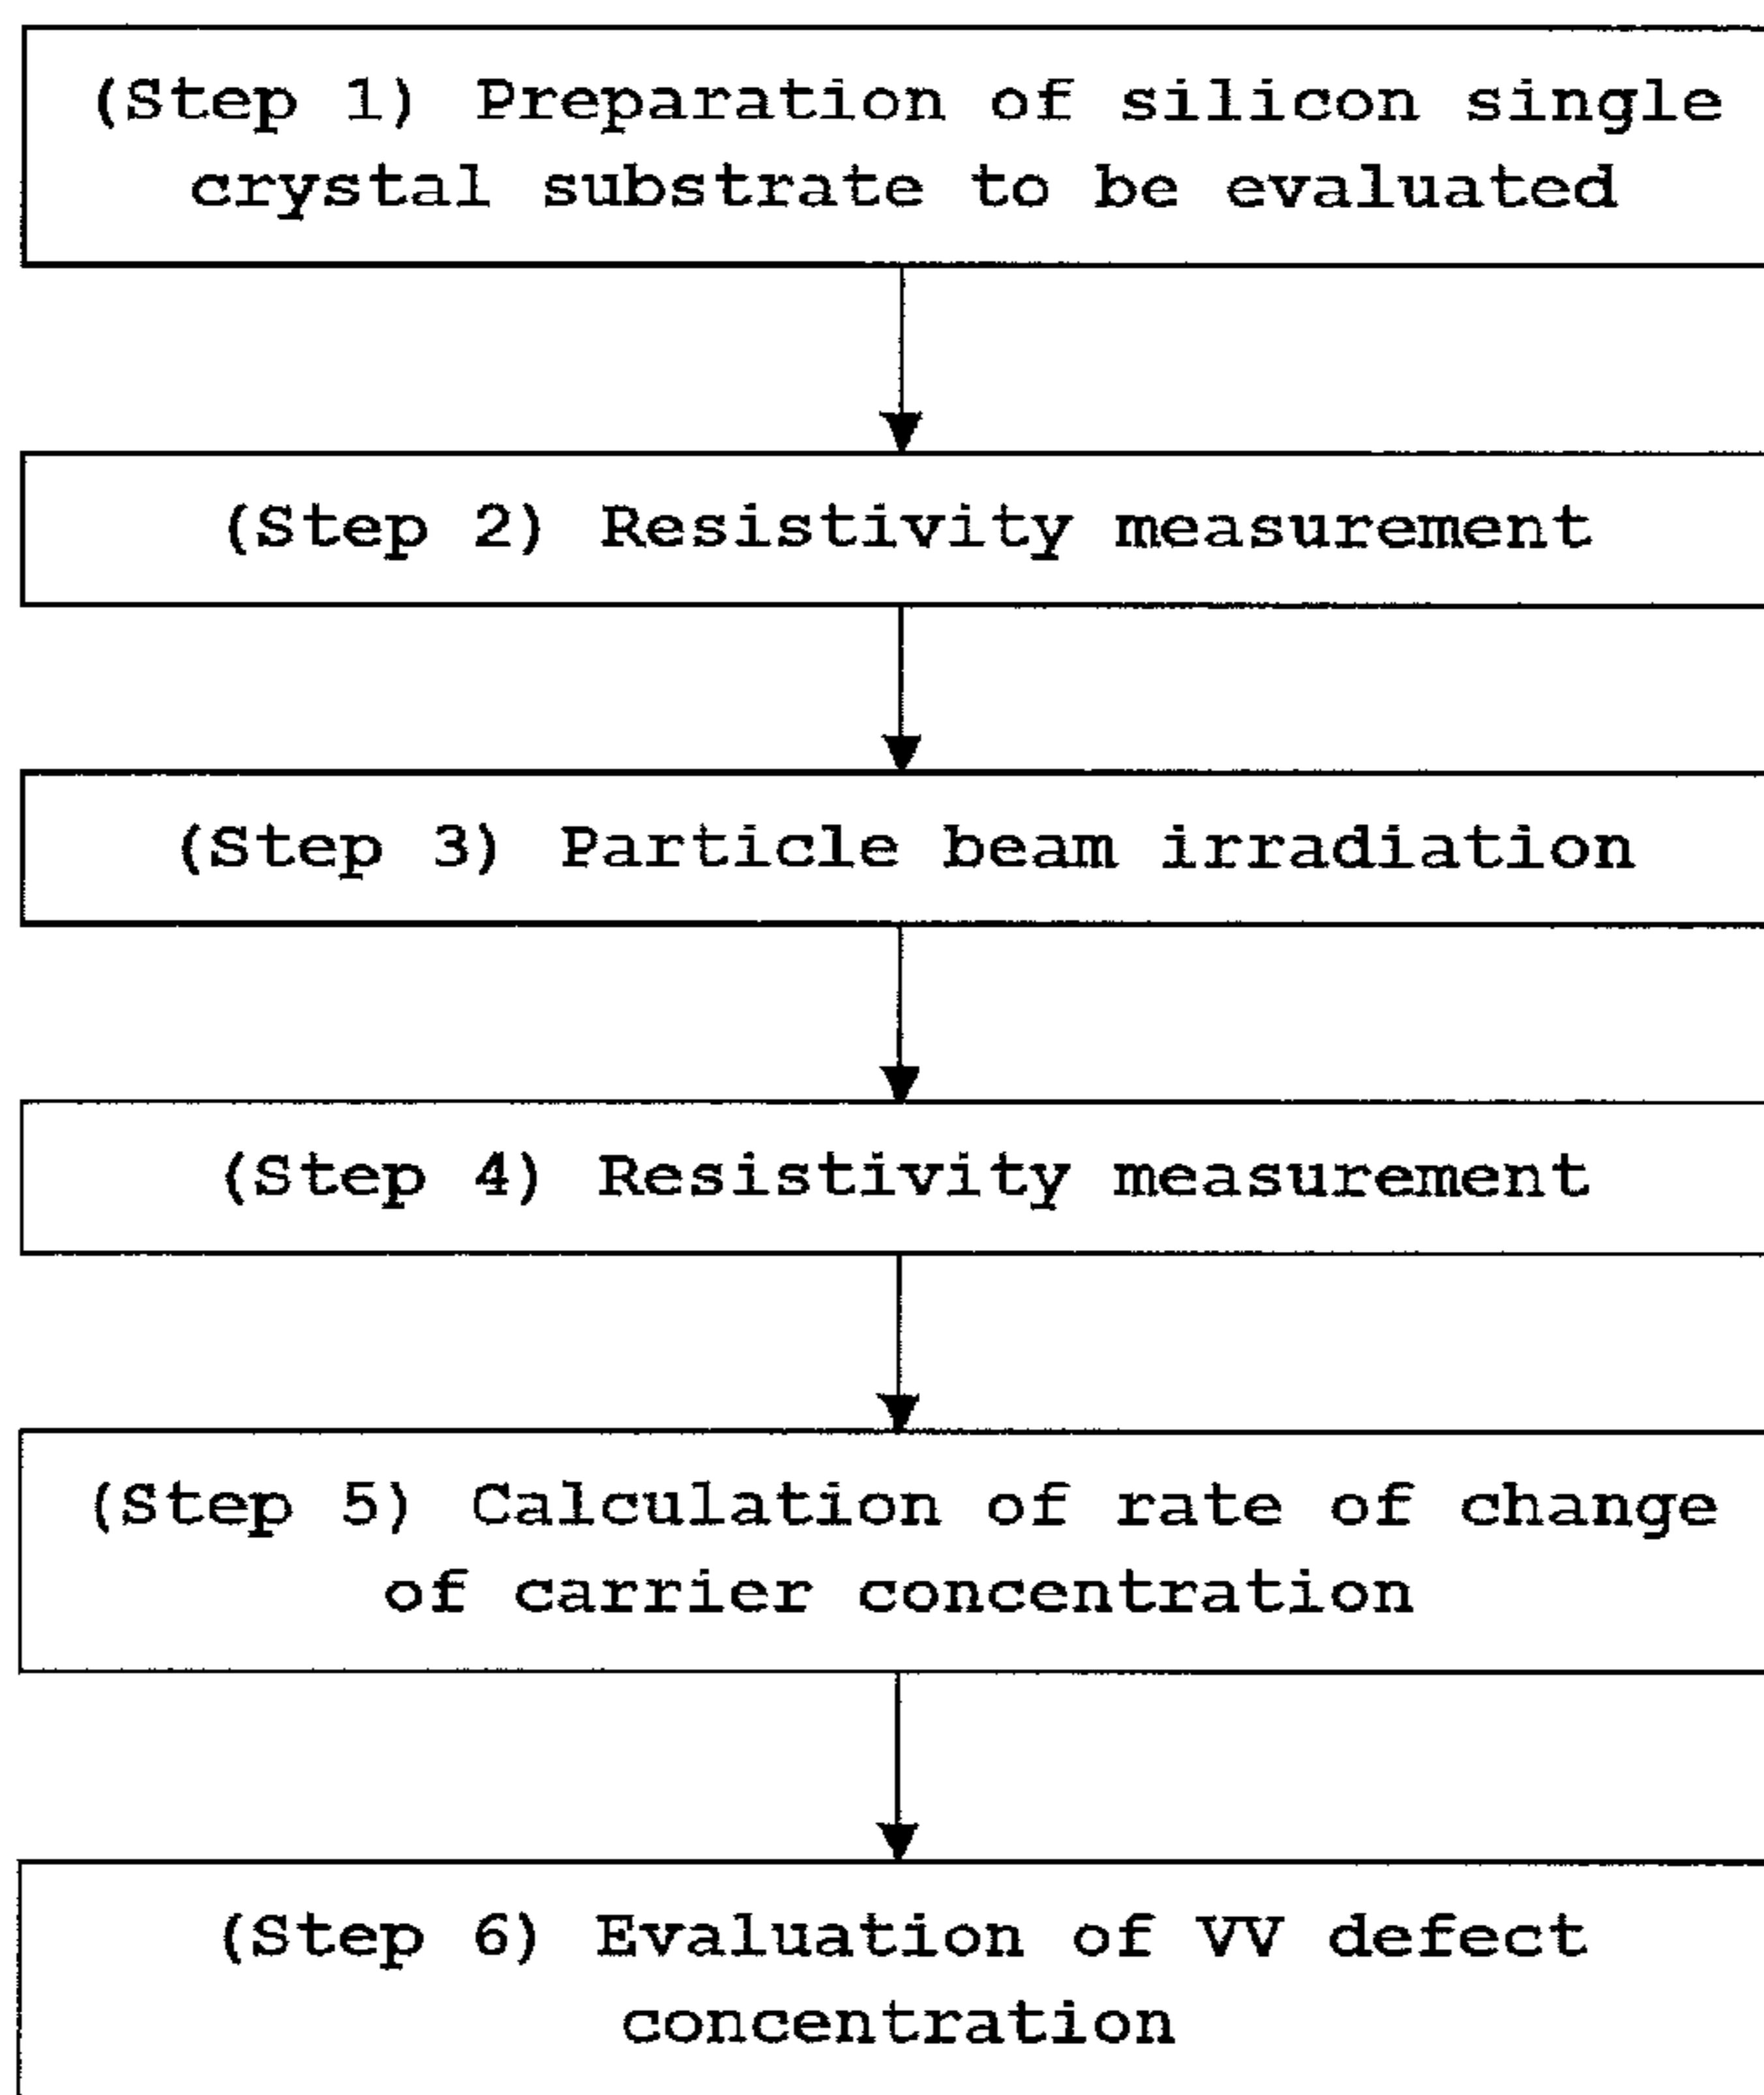 (Step 1) Preparation of silicon single
crystal substrate to be evaluated
(Step 2) Resistivity measurement
(Step 3) Particle beam irradiation
(Step 4) Resistivity measurement
(Step 5) Calculation of rate of change
of carrier concentration
(Step 6) Evaluation of VV defect
concentration